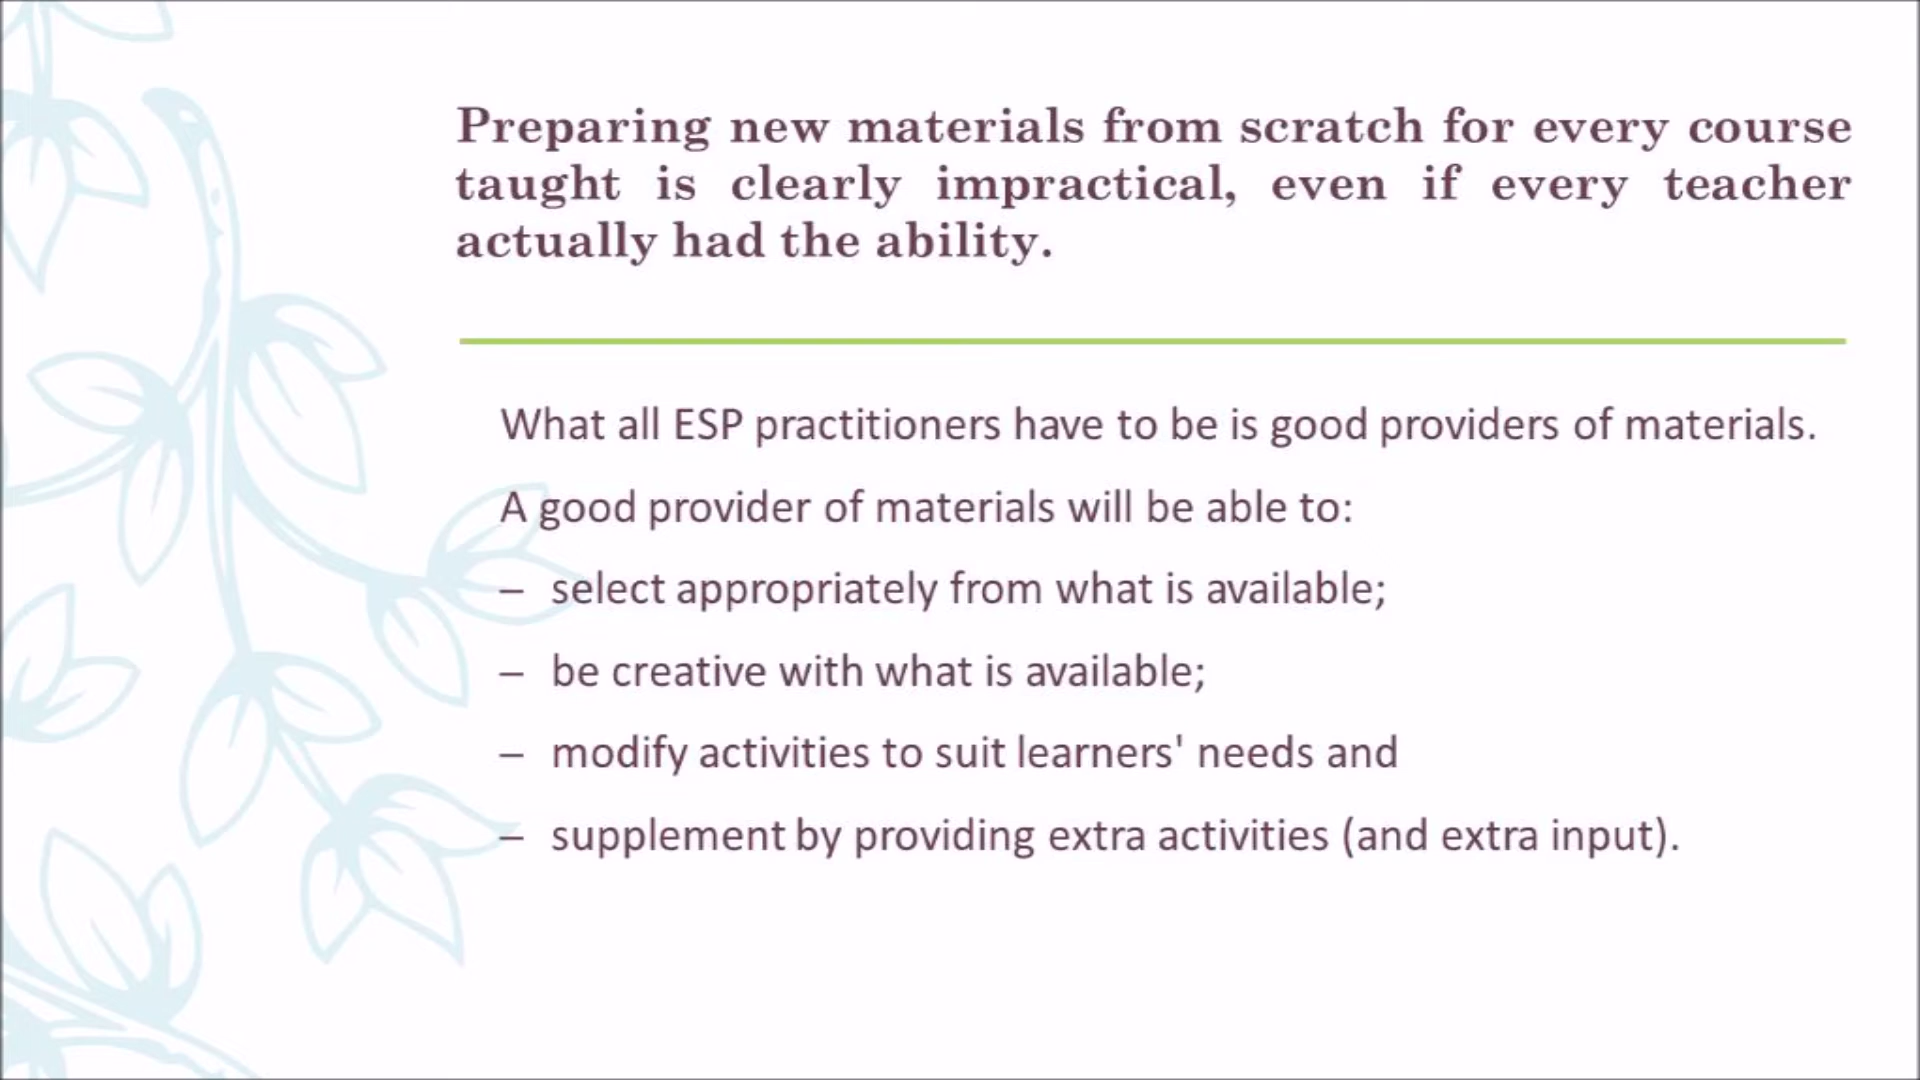 Preparing new materials from scratch for every course
taught is clearly impractical, even if every teacher
actually had the ability.
What all ESP practitioners have to be is good providers of materials.
A good provider of materials will be able to:
– select appropriately from what is available;
– be creative with what is available;
– modify activities to suit learners' needs and
– supplement by providing extra activities (and extra input).